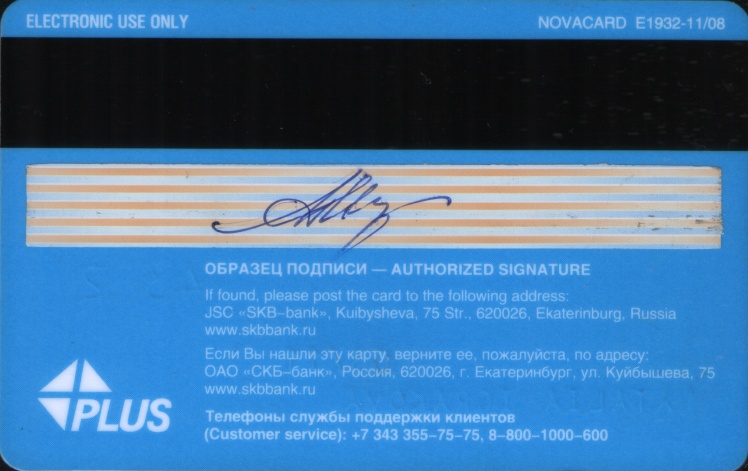 ELECTRONIC USE ONLY
NOVACARD E1932-11/08
ОБРАЗЕЦ ПОДПИСИ — AUTHORIZED SIGNATURE
If found, please post the card to the following address:
JSC «SKB–bank», Kuibysheva, 75 Str., 620026, Ekaterinburg, Russia
www.skbbank.ru
Если Вы нашли эту карту, верните ее, пожалуйста, по адресу:
ОАО «СКБ–банк», Россия, 620026, г. Екатеринбург, ул. Куйбышева, 75
www.skbbank.ru
PLUS
Телефоны службы поддержки клиентов
(Customer service): +7 343 355–75–75, 8–800–1000–600